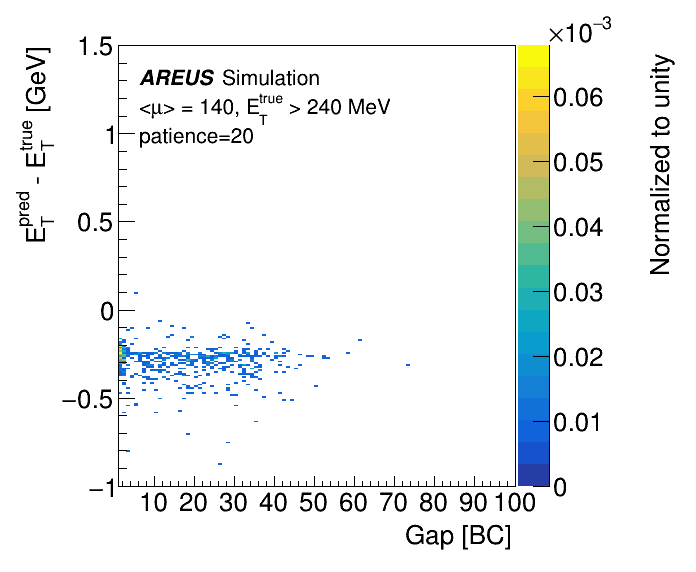 ×10⁻³
1.5
AREUS Simulation
<μ> = 140, E_T^true > 240 MeV
patience=20
1
0.5
0
−0.5
−1
E_T^pred - E_T^true [GeV]
10 20 30 40 50 60 70 80 90 100
Gap [BC]
0.06
0.05
0.04
0.03
0.02
0.01
0
Normalized to unity